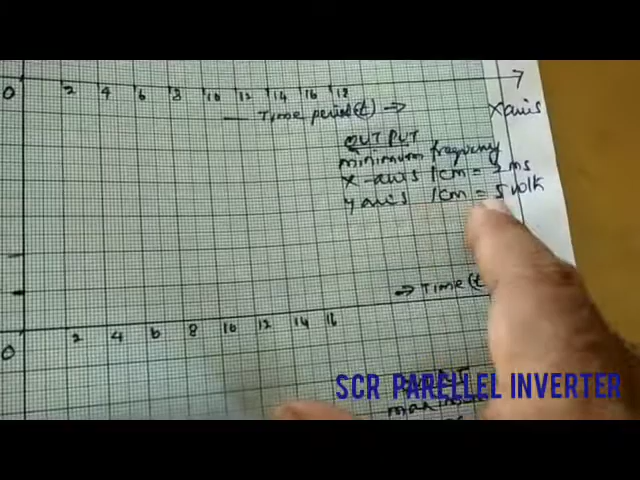 0 2 4 6 8 10 12 14 16 18
Time period(t) →
x axis
OUTPUT
minimum frequency
x-axis 1cm = 2 ms
y axis 1cm = 5 volt
→ Time(t)
0 2 4 6 8 10 12 14 16
SCR PARELLEL INVERTER